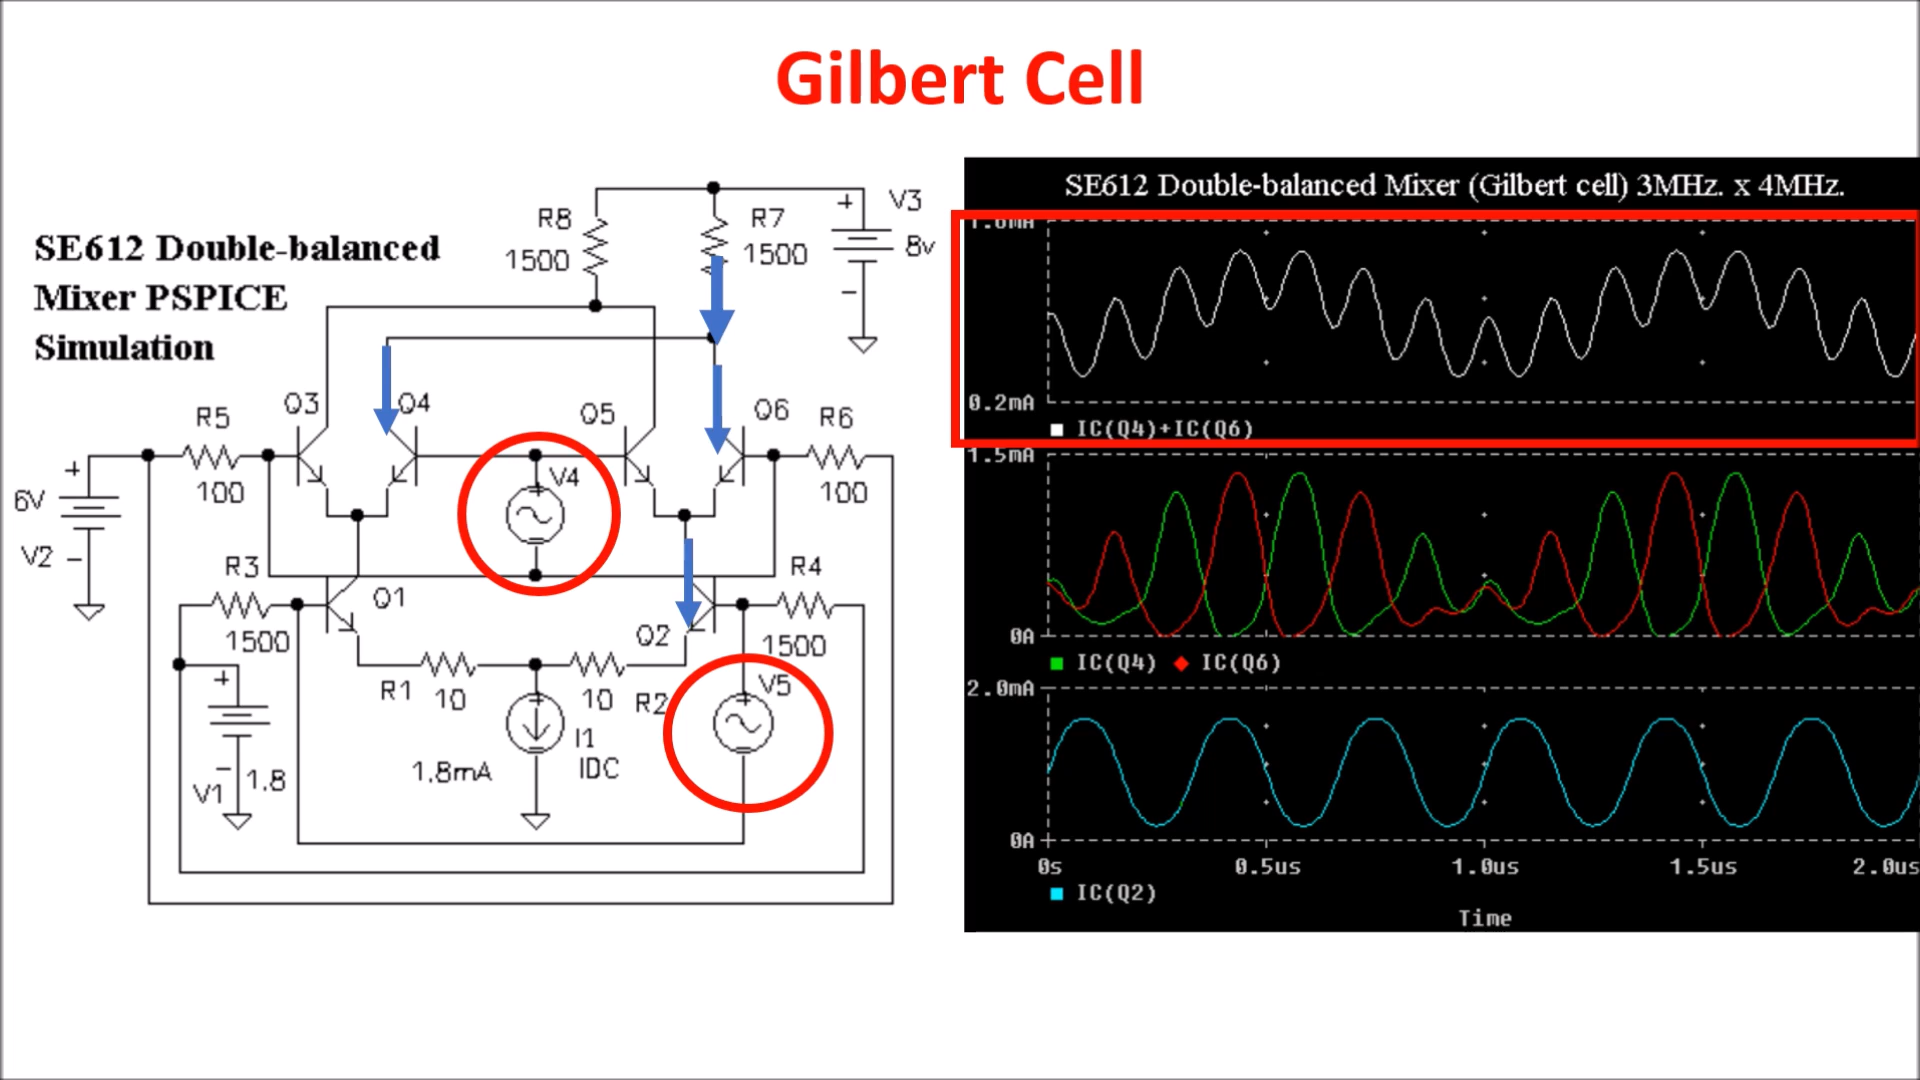 Gilbert Cell
SE612 Double-balanced
Mixer PSPICE
Simulation
R8
1500
R7
1500
+
V3
8v
−
Q3
Q4
Q5
Q6
R5
100
R6
100
+
6V
V2
−
V4
+
R3
1500
Q1
Q2
R4
1500
R1
10
10
R2
+
V1
−
1.8
1.8mA
I1
IDC
V5
+
SE612 Double-balanced Mixer (Gilbert cell) 3MHz. x 4MHz.
1.6mA
0.2mA
IC(Q4)+IC(Q6)
1.5mA
0A
IC(Q4) IC(Q6)
2.0mA
0A
0s 0.5us 1.0us 1.5us 2.0us
IC(Q2)
Time